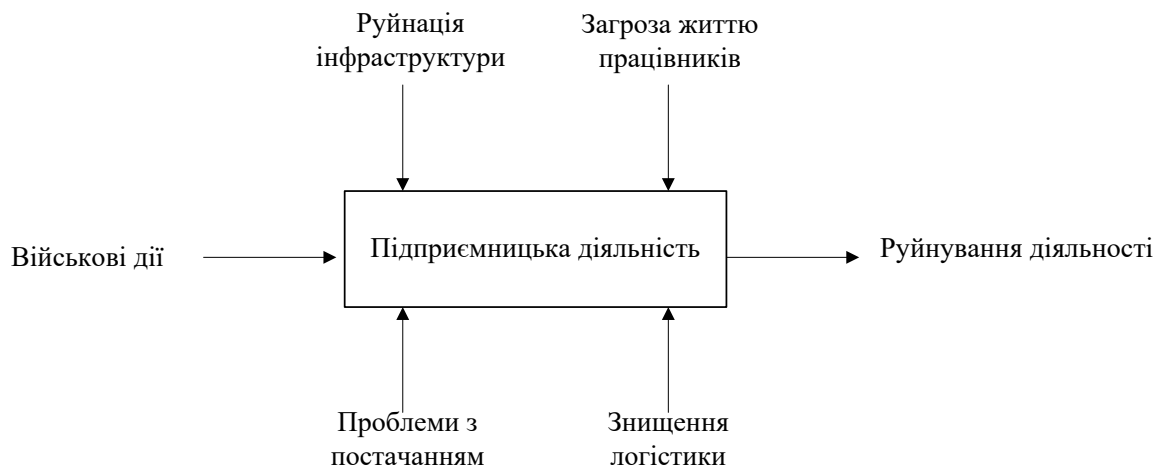 Руйнація
інфраструктури
Загроза життю
працівників
Військові дії
Підприємницька діяльність
Руйнування діяльності
Проблеми з
постачанням
Знищення
логістики